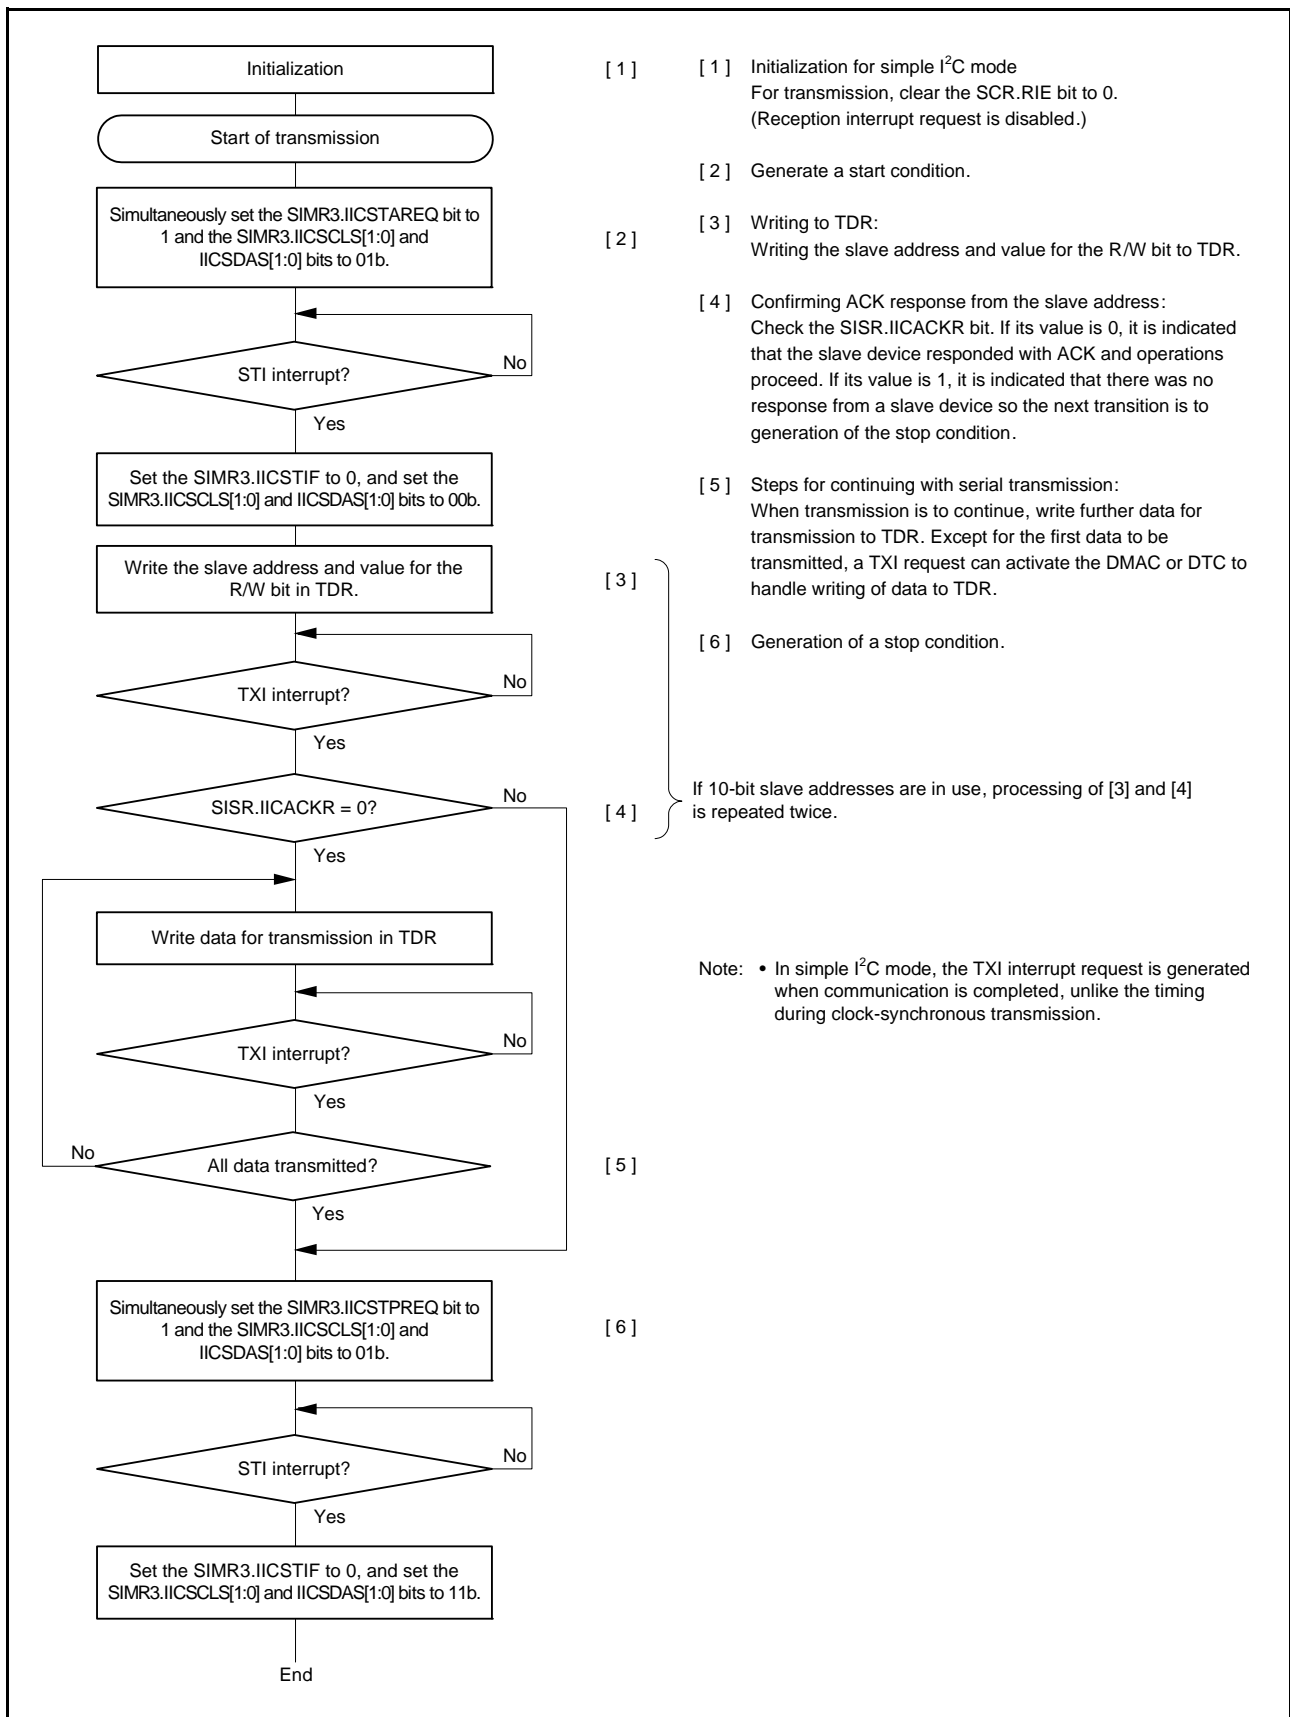 Initialization
[ 1 ]
Start of transmission
Simultaneously set the SIMR3.IICSTAREQ bit to
1 and the SIMR3.IICSCLS[1:0] and
IICSDAS[1:0] bits to 01b.
[ 2 ]
STI interrupt?
No
Yes
Set the SIMR3.IICSTIF to 0, and set the
SIMR3.IICSCLS[1:0] and IICSDAS[1:0] bits to 00b.
Write the slave address and value for the
R/W bit in TDR.
[ 3 ]
TXI interrupt?
No
Yes
SISR.IICACKR = 0?
No
[ 4 ]
Yes
If 10-bit slave addresses are in use, processing of [3] and [4]
is repeated twice.
Write data for transmission in TDR
TXI interrupt?
No
Yes
All data transmitted?
No
[ 5 ]
Yes
Simultaneously set the SIMR3.IICSTPREQ bit to
1 and the SIMR3.IICSCLS[1:0] and
IICSDAS[1:0] bits to 01b.
[ 6 ]
STI interrupt?
No
Yes
Set the SIMR3.IICSTIF to 0, and set the
SIMR3.IICSCLS[1:0] and IICSDAS[1:0] bits to 11b.
End
[ 1 ] Initialization for simple I²C mode
For transmission, clear the SCR.RIE bit to 0.
(Reception interrupt request is disabled.)
[ 2 ] Generate a start condition.
[ 3 ] Writing to TDR:
Writing the slave address and value for the R/W bit to TDR.
[ 4 ] Confirming ACK response from the slave address:
Check the SISR.IICACKR bit. If its value is 0, it is indicated
that the slave device responded with ACK and operations
proceed. If its value is 1, it is indicated that there was no
response from a slave device so the next transition is to
generation of the stop condition.
[ 5 ] Steps for continuing with serial transmission:
When transmission is to continue, write further data for
transmission to TDR. Except for the first data to be
transmitted, a TXI request can activate the DMAC or DTC to
handle writing of data to TDR.
[ 6 ] Generation of a stop condition.
Note: • In simple I²C mode, the TXI interrupt request is generated
when communication is completed, unlike the timing
during clock-synchronous transmission.